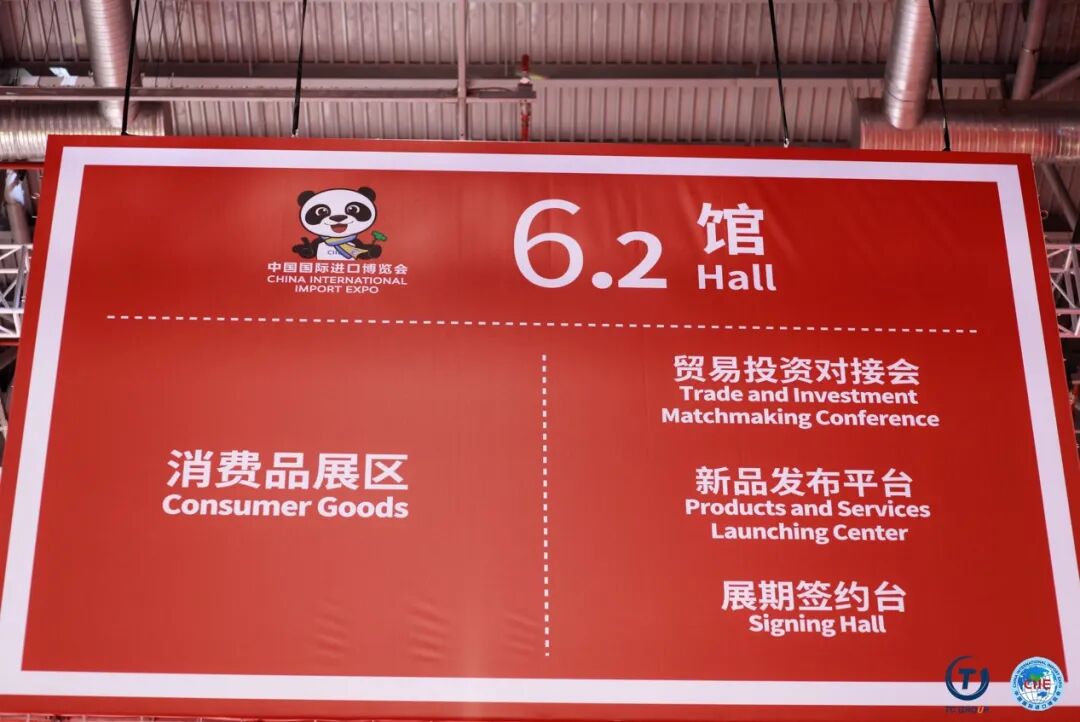 中国国际进口博览会
CHINA INTERNATIONAL
IMPORT EXPO
6.2 馆
Hall
消费品展区
Consumer Goods
贸易投资对接会
Trade and Investment
Matchmaking Conference
新品发布平台
Products and Services
Launching Center
展期签约台
Signing Hall